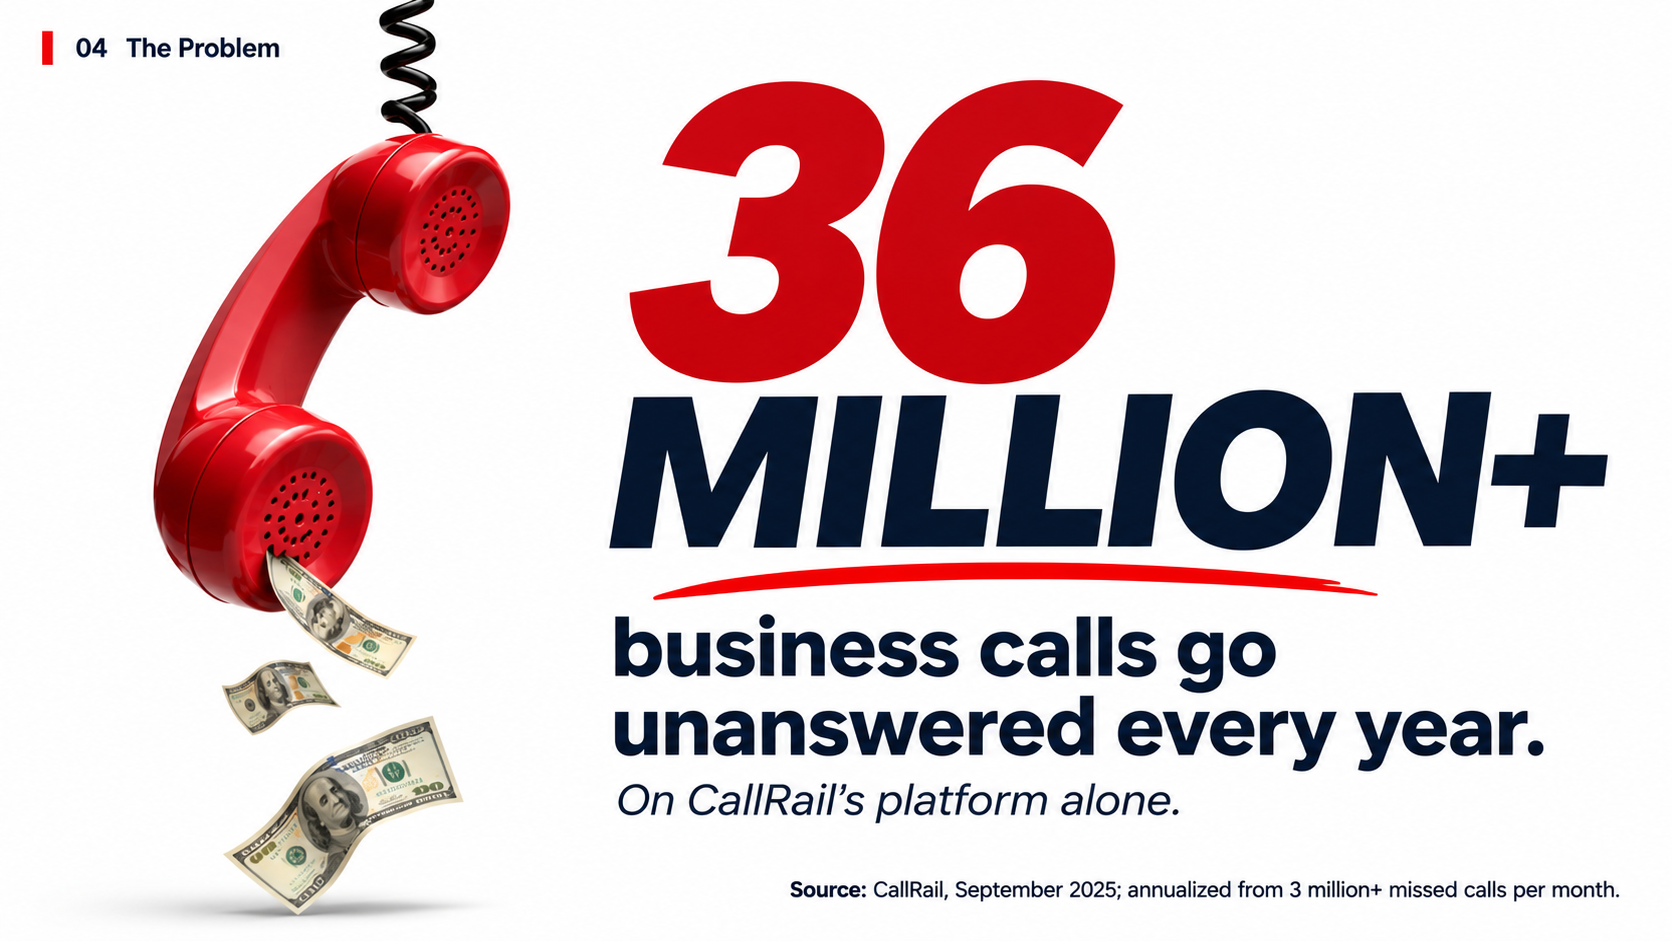 04 The Problem
36
MILLION+
business calls go
unanswered every year.
On CallRail's platform alone.
Source: CallRail, September 2025; annualized from 3 million+ missed calls per month.